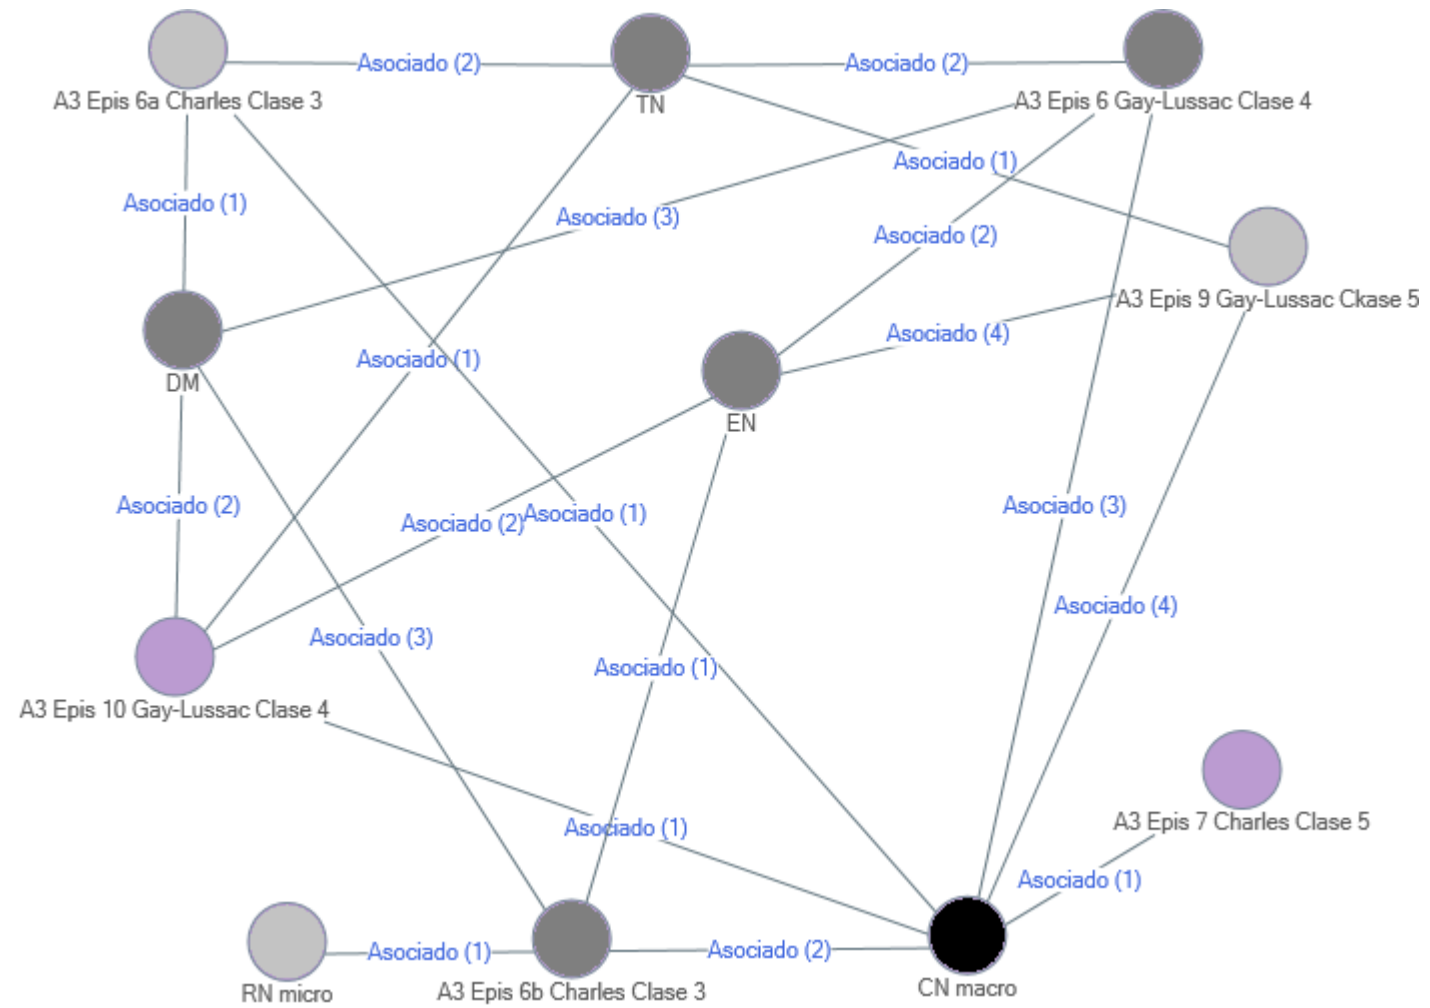 Asociado (2)
Asociado (2)
A3 Epis 6a Charles Clase 3
TN
A3 Epis 6 Gay-Lussac Clase 4
Asociado (1)
Asociado (1)
Asociado (3)
Asociado (2)
A3 Epis 9 Gay-Lussac Ckase 5
Asociado (4)
Asociado (1)
DM
EN
Asociado (2)
Asociado (3)
Asociado (2)
Asociado (1)
Asociado (4)
Asociado (3)
Asociado (1)
A3 Epis 10 Gay-Lussac Clase 4
A3 Epis 7 Charles Clase 5
Asociado (1)
Asociado (1)
Asociado (1)
Asociado (2)
RN micro
A3 Epis 6b Charles Clase 3
CN macro